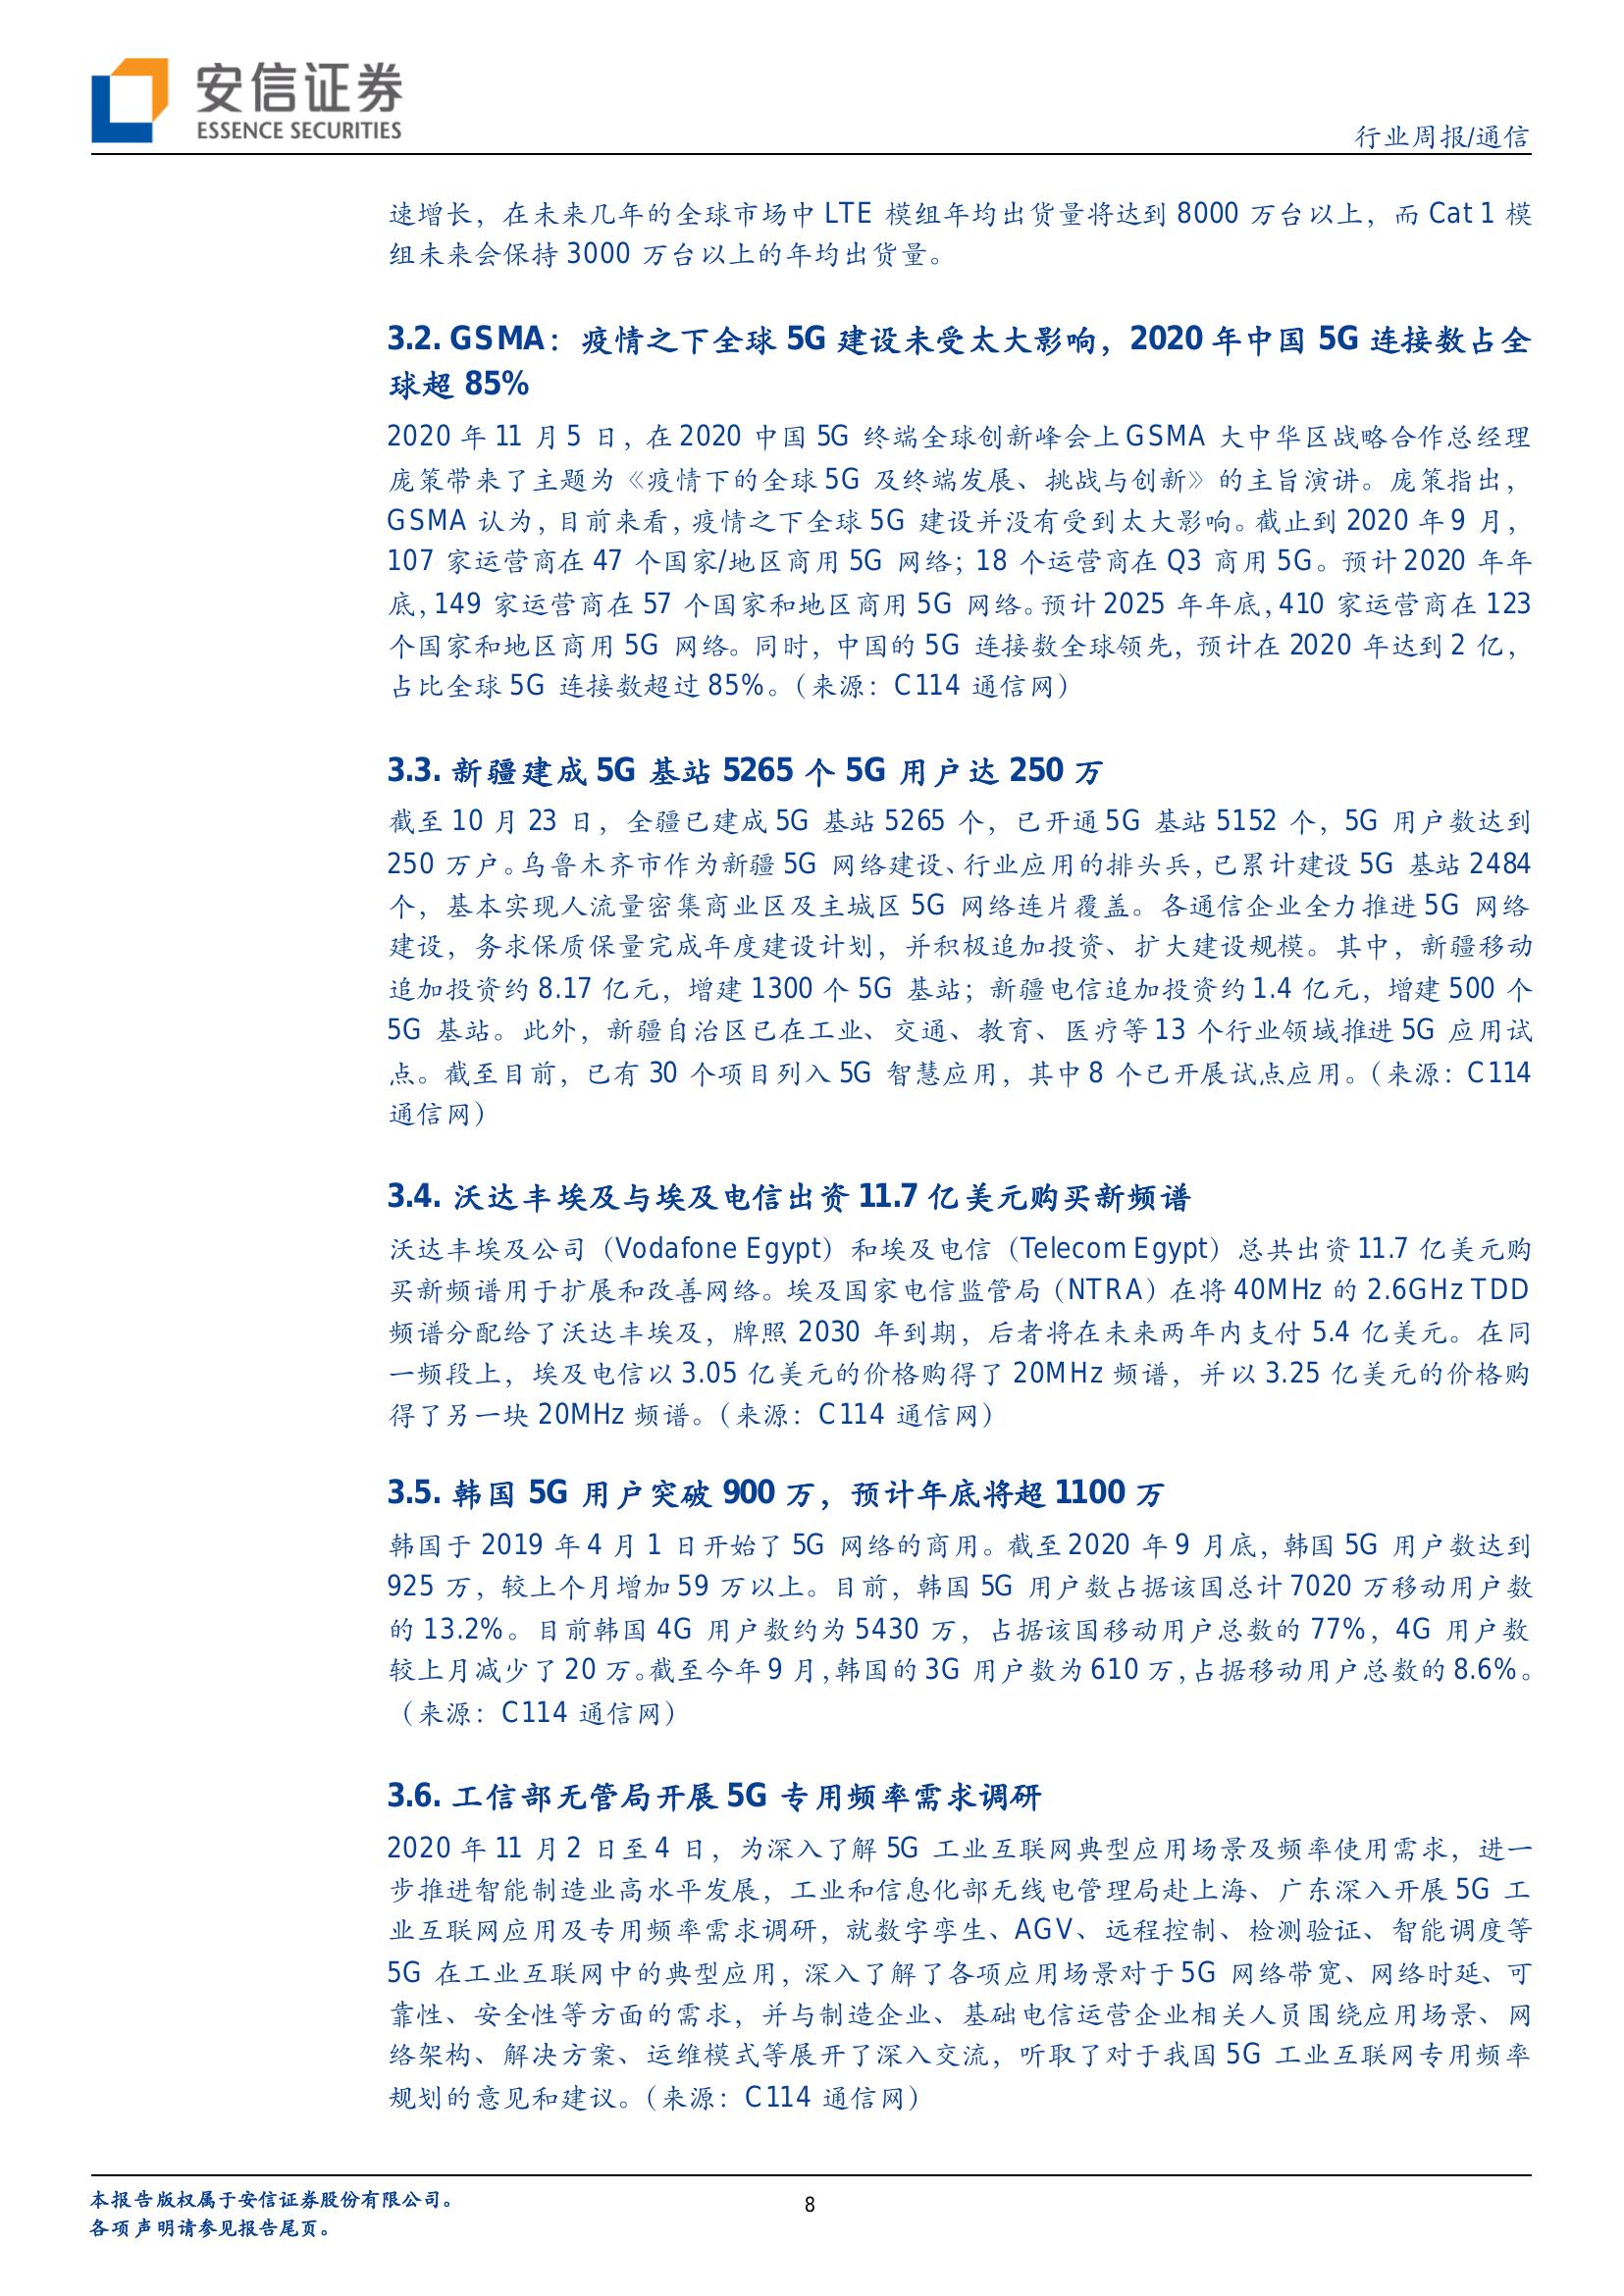 安信证券
ESSENCE SECURITIES
行业周报/通信
速增长，在未来几年的全球市场中 LTE 模组年均出货量将达到 8000 万台以上，而 Cat 1 模
组未来会保持 3000 万台以上的年均出货量。
3.2. GSMA：疫情之下全球 5G 建设未受太大影响，2020 年中国 5G 连接数占全
球超 85%
2020 年 11 月 5 日，在 2020 中国 5G 终端全球创新峰会上 GSMA 大中华区战略合作总经理
庞策带来了主题为《疫情下的全球 5G 及终端发展、挑战与创新》的主旨演讲。庞策指出，
GSMA 认为，目前来看，疫情之下全球 5G 建设并没有受到太大影响。截止到 2020 年 9 月，
107 家运营商在 47 个国家/地区商用 5G 网络；18 个运营商在 Q3 商用 5G。预计 2020 年年
底，149 家运营商在 57 个国家和地区商用 5G 网络。预计 2025 年年底，410 家运营商在 123
个国家和地区商用 5G 网络。同时，中国的 5G 连接数全球领先，预计在 2020 年达到 2 亿，
占比全球 5G 连接数超过 85%。（来源：C114 通信网）
3.3. 新疆建成 5G 基站 5265 个 5G 用户达 250 万
截至 10 月 23 日，全疆已建成 5G 基站 5265 个，已开通 5G 基站 5152 个，5G 用户数达到
250 万户。乌鲁木齐市作为新疆 5G 网络建设、行业应用的排头兵，已累计建设 5G 基站 2484
个，基本实现人流量密集商业区及主城区 5G 网络连片覆盖。各通信企业全力推进 5G 网络
建设，务求保质保量完成年度建设计划，并积极追加投资、扩大建设规模。其中，新疆移动
追加投资约 8.17 亿元，增建 1300 个 5G 基站；新疆电信追加投资约 1.4 亿元，增建 500 个
5G 基站。此外，新疆自治区已在工业、交通、教育、医疗等 13 个行业领域推进 5G 应用试
点。截至目前，已有 30 个项目列入 5G 智慧应用，其中 8 个已开展试点应用。（来源：C114
通信网）
3.4. 沃达丰埃及与埃及电信出资 11.7 亿美元购买新频谱
沃达丰埃及公司（Vodafone Egypt）和埃及电信（Telecom Egypt）总共出资 11.7 亿美元购
买新频谱用于扩展和改善网络。埃及国家电信监管局（NTRA）在将 40MHz 的 2.6GHz TDD
频谱分配给了沃达丰埃及，牌照 2030 年到期，后者将在未来两年内支付 5.4 亿美元。在同
一频段上，埃及电信以 3.05 亿美元的价格购得了 20MHz 频谱，并以 3.25 亿美元的价格购
得了另一块 20MHz 频谱。（来源：C114 通信网）
3.5. 韩国 5G 用户突破 900 万，预计年底将超 1100 万
韩国于 2019 年 4 月 1 日开始了 5G 网络的商用。截至 2020 年 9 月底，韩国 5G 用户数达到
925 万，较上个月增加 59 万以上。目前，韩国 5G 用户数占据该国总计 7020 万移动用户数
的 13.2%。目前韩国 4G 用户数约为 5430 万，占据该国移动用户总数的 77%，4G 用户数
较上月减少了 20 万。截至今年 9 月，韩国的 3G 用户数为 610 万，占据移动用户总数的 8.6%。
（来源：C114 通信网）
3.6. 工信部无管局开展 5G 专用频率需求调研
2020 年 11 月 2 日至 4 日，为深入了解 5G 工业互联网典型应用场景及频率使用需求，进一
步推进智能制造业高水平发展，工业和信息化部无线电管理局赴上海、广东深入开展 5G 工
业互联网应用及专用频率需求调研，就数字孪生、AGV、远程控制、检测验证、智能调度等
5G 在工业互联网中的典型应用，深入了解了各项应用场景对于 5G 网络带宽、网络时延、可
靠性、安全性等方面的需求，并与制造企业、基础电信运营企业相关人员围绕应用场景、网
络架构、解决方案、运维模式等展开了深入交流，听取了对于我国 5G 工业互联网专用频率
规划的意见和建议。（来源：C114 通信网）
本报告版权属于安信证券股份有限公司。
8
各项声明请参见报告尾页。